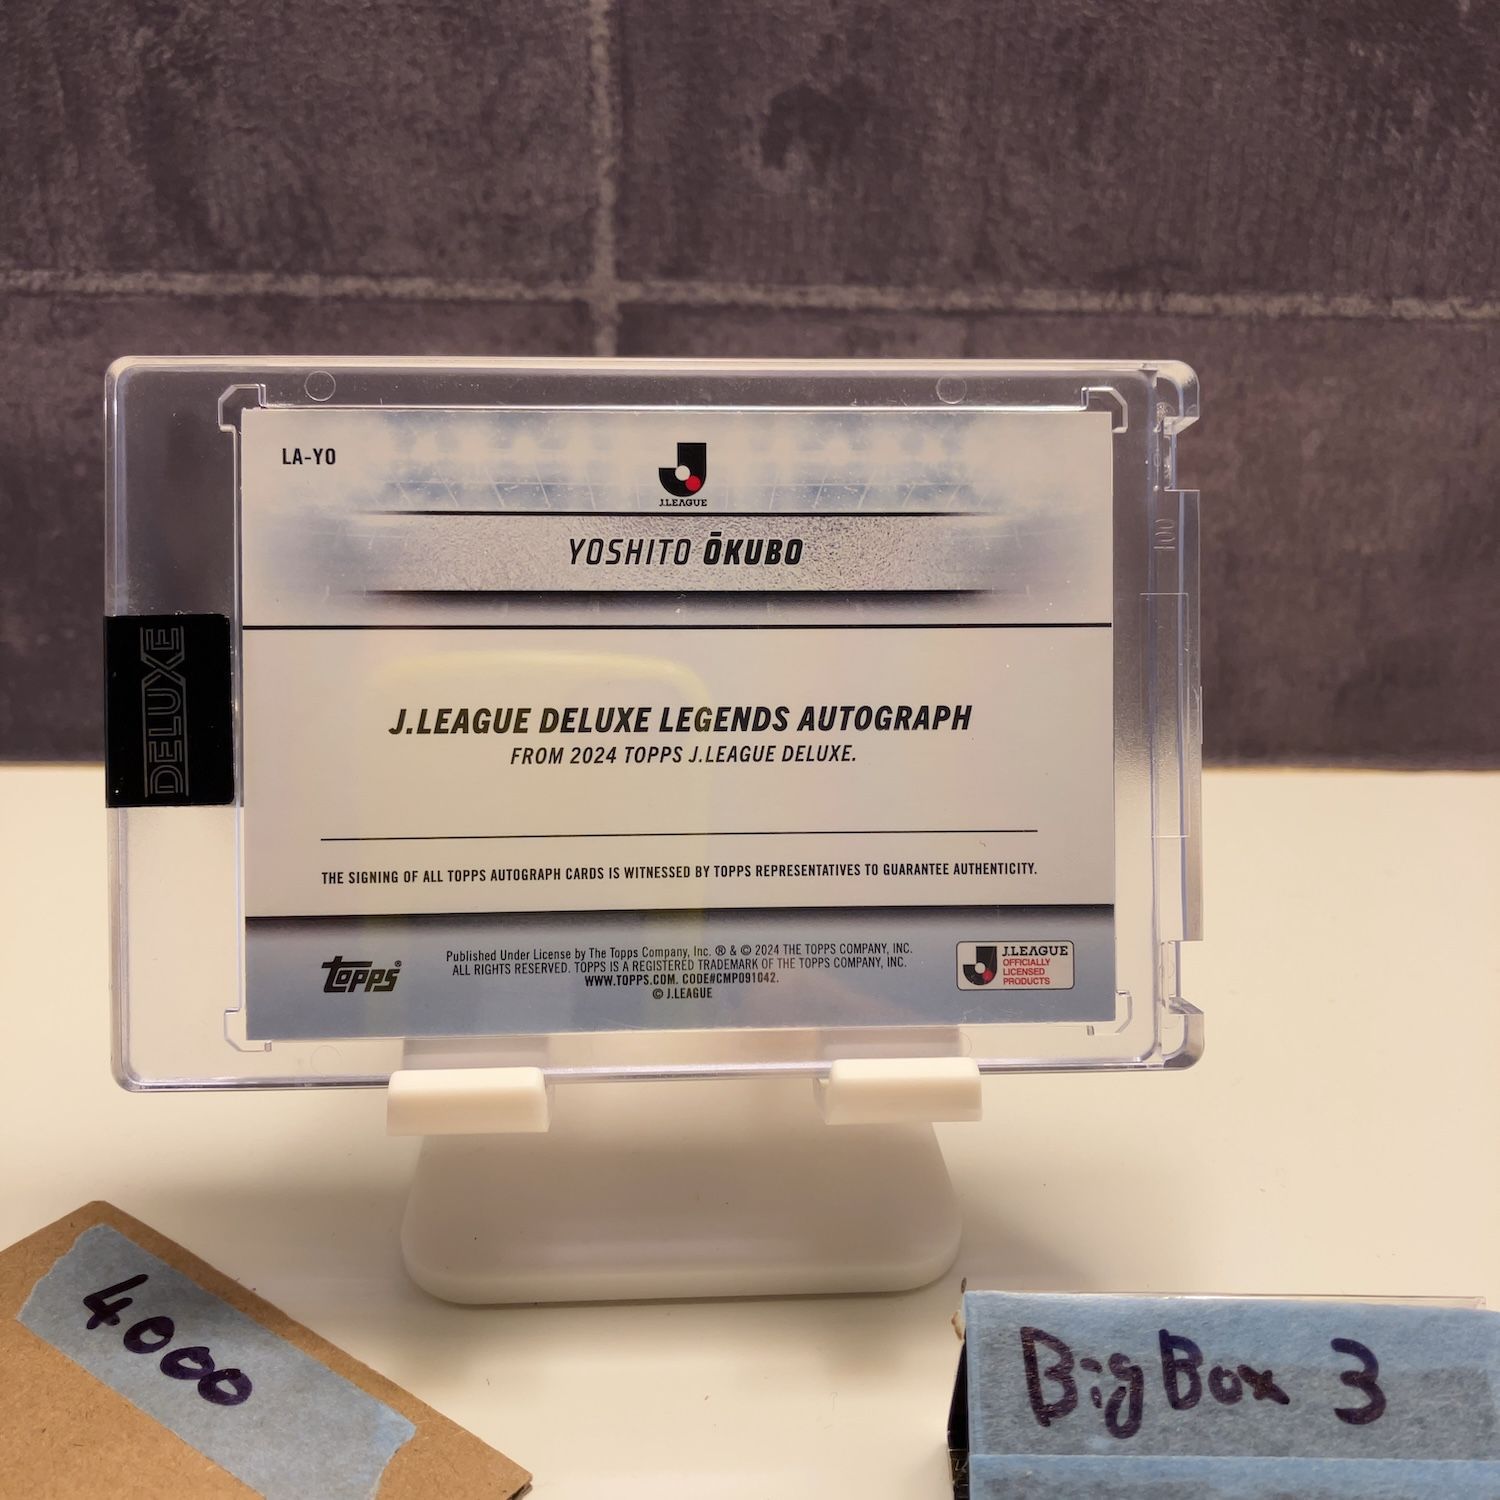 LA-YO
J.LEAGUE
YOSHITO ŌKUBO
DELUXE
100
J.LEAGUE DELUXE LEGENDS AUTOGRAPH
FROM 2024 TOPPS J.LEAGUE DELUXE.
THE SIGNING OF ALL TOPPS AUTOGRAPH CARDS IS WITNESSED BY TOPPS REPRESENTATIVES TO GUARANTEE AUTHENTICITY.
topps®
Published Under License by The Topps Company, Inc. ® & © 2024 THE TOPPS COMPANY, INC.
ALL RIGHTS RESERVED. TOPPS IS A REGISTERED TRADEMARK OF THE TOPPS COMPANY, INC.
WWW.TOPPS.COM. CODE#CMP091042.
© J.LEAGUE
J.LEAGUE
OFFICIALLY
LICENSED
PRODUCTS
4000
Big Box 3